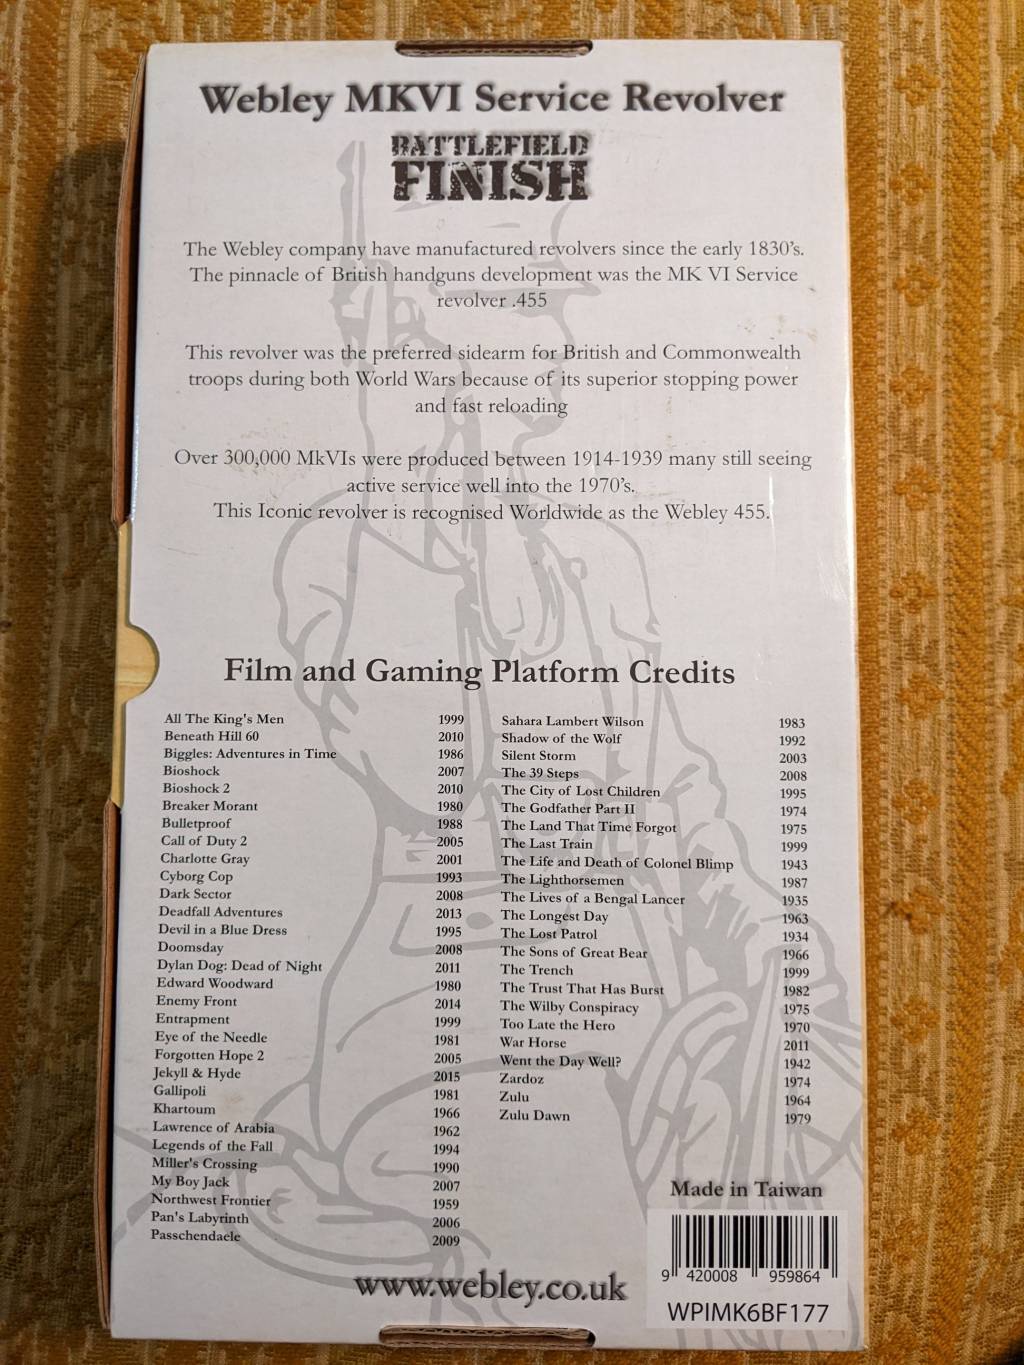 Webley MKVI Service Revolver
BATTLEFIELD
FINISH
The Webley company have manufactured revolvers since the early 1830's.
The pinnacle of British handguns development was the MK VI Service
revolver .455
This revolver was the preferred sidearm for British and Commonwealth
troops during both World Wars because of its superior stopping power
and fast reloading
Over 300,000 MkVIs were produced between 1914-1939 many still seeing
active service well into the 1970's.
This Iconic revolver is recognised Worldwide as the Webley 455.
Film and Gaming Platform Credits
All The King's Men 1999
Beneath Hill 60 2010
Biggles: Adventures in Time 1986
Bioshock 2007
Bioshock 2 2010
Breaker Morant 1980
Bulletproof 1988
Call of Duty 2 2005
Charlotte Gray 2001
Cyborg Cop 1993
Dark Sector 2008
Deadfall Adventures 2013
Devil in a Blue Dress 1995
Doomsday 2008
Dylan Dog: Dead of Night 2011
Edward Woodward 1980
Enemy Front 2014
Entrapment 1999
Eye of the Needle 1981
Forgotten Hope 2 2005
Jekyll & Hyde 2015
Gallipoli 1981
Khartoum 1966
Lawrence of Arabia 1962
Legends of the Fall 1994
Miller's Crossing 1990
My Boy Jack 2007
Northwest Frontier 1959
Pan's Labyrinth 2006
Passchendaele 2009
Sahara Lambert Wilson 1983
Shadow of the Wolf 1992
Silent Storm 2003
The 39 Steps 2008
The City of Lost Children 1995
The Godfather Part II 1974
The Land That Time Forgot 1975
The Last Train 1999
The Life and Death of Colonel Blimp 1943
The Lighthorsemen 1987
The Lives of a Bengal Lancer 1935
The Longest Day 1963
The Lost Patrol 1934
The Sons of Great Bear 1966
The Trench 1999
The Trust That Has Burst 1982
The Wilby Conspiracy 1975
Too Late the Hero 1970
War Horse 2011
Went the Day Well? 1942
Zardoz 1974
Zulu 1964
Zulu Dawn 1979
Made in Taiwan
9 420008 959864
WPIMK6BF177
www.webley.co.uk